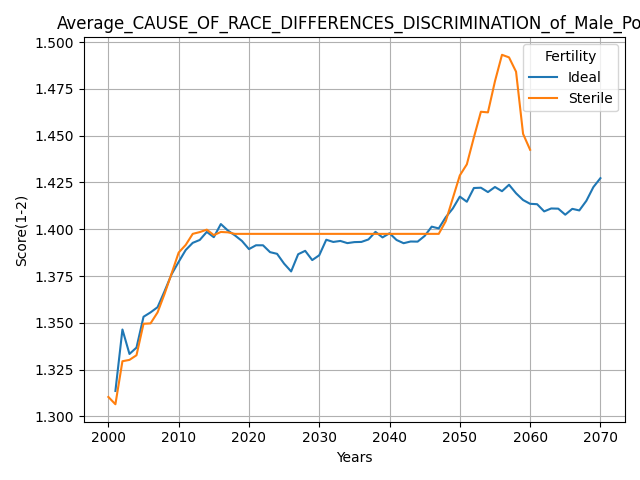 Average_CAUSE_OF_RACE_DIFFERENCES_DISCRIMINATION_of_Male_Po
Fertility
Ideal
Sterile
1.500
1.475
1.450
1.425
1.400
1.375
1.350
1.325
1.300
Score(1-2)
2000 2010 2020 2030 2040 2050 2060 2070
Years